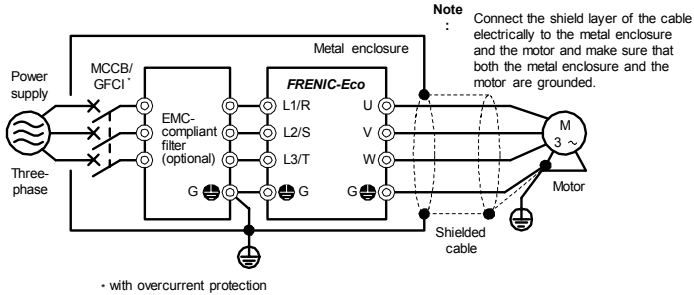 Note
:
Connect the shield layer of the cable
electrically to the metal enclosure
and the motor and make sure that
both the metal enclosure and the
motor are grounded.
Metal enclosure
Power
supply
MCCB/
GFCI *
FRENIC-Eco
EMC-
compliant
filter
(optional)
L1/R
U
L2/S
V
L3/T
W
G
G
G
M
3 ~
Three-
phase
Motor
Shielded
cable
* with overcurrent protection